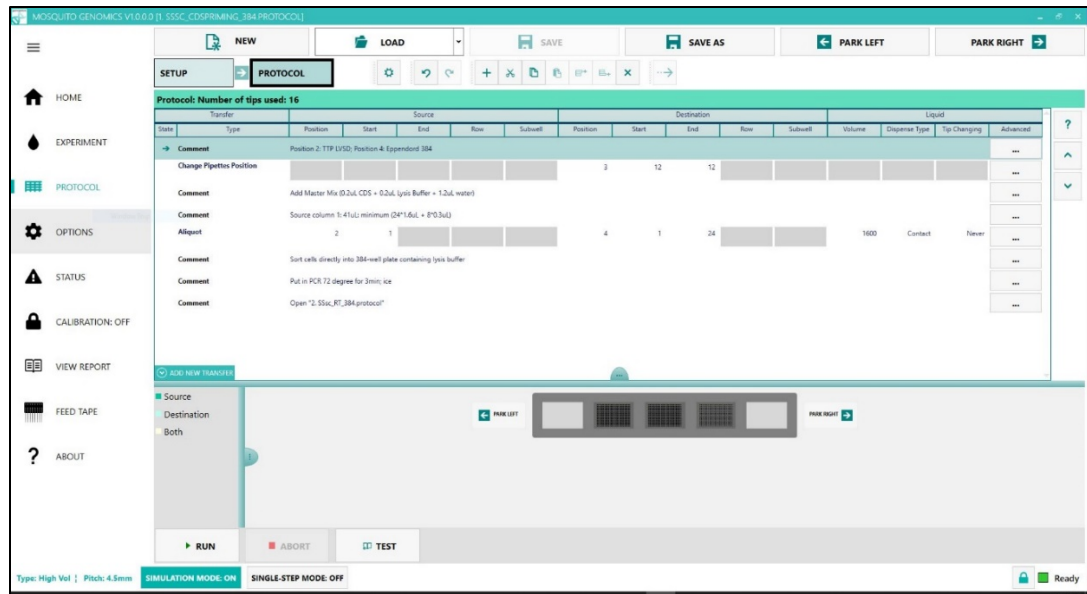 MOSQUITO GENOMICS V1.0.0.0 [1. SSSC_CDSPRIMING_384.PROTOCOL]
NEW LOAD SAVE SAVE AS PARK LEFT PARK RIGHT
SETUP PROTOCOL
HOME
EXPERIMENT
PROTOCOL
OPTIONS
STATUS
CALIBRATION: OFF
VIEW REPORT
FEED TAPE
ABOUT
Protocol: Number of tips used: 16
Transfer Source Destination Liquid
State Type Position Start End Row Subwell Position Start End Row Subwell Volume Dispense Type Tip Changing Advanced
Comment Position 2: TTP LVSD; Position 4: Eppendord 384 ...
Change Pipettes Position 3 12 12 ...
Comment Add Master Mix (0.2uL CDS + 0.2uL Lysis Buffer + 1.2uL water) ...
Comment Source column 1: 41uL: minimum (24*1.6uL + 8*0.3uL) ...
Aliquot 2 1 4 1 24 1600 Contact Never ...
Comment Sort cells directly into 384-well plate containing lysis buffer ...
Comment Put in PCR 72 degree for 3min; ice ...
Comment Open "2. SSsc_RT_384.protocol" ...
ADD NEW TRANSFER
Source
Destination
Both
PARK LEFT PARK RIGHT
RUN ABORT TEST
Type: High Vol ¦ Pitch: 4.5mm SIMULATION MODE: ON SINGLE-STEP MODE: OFF Ready